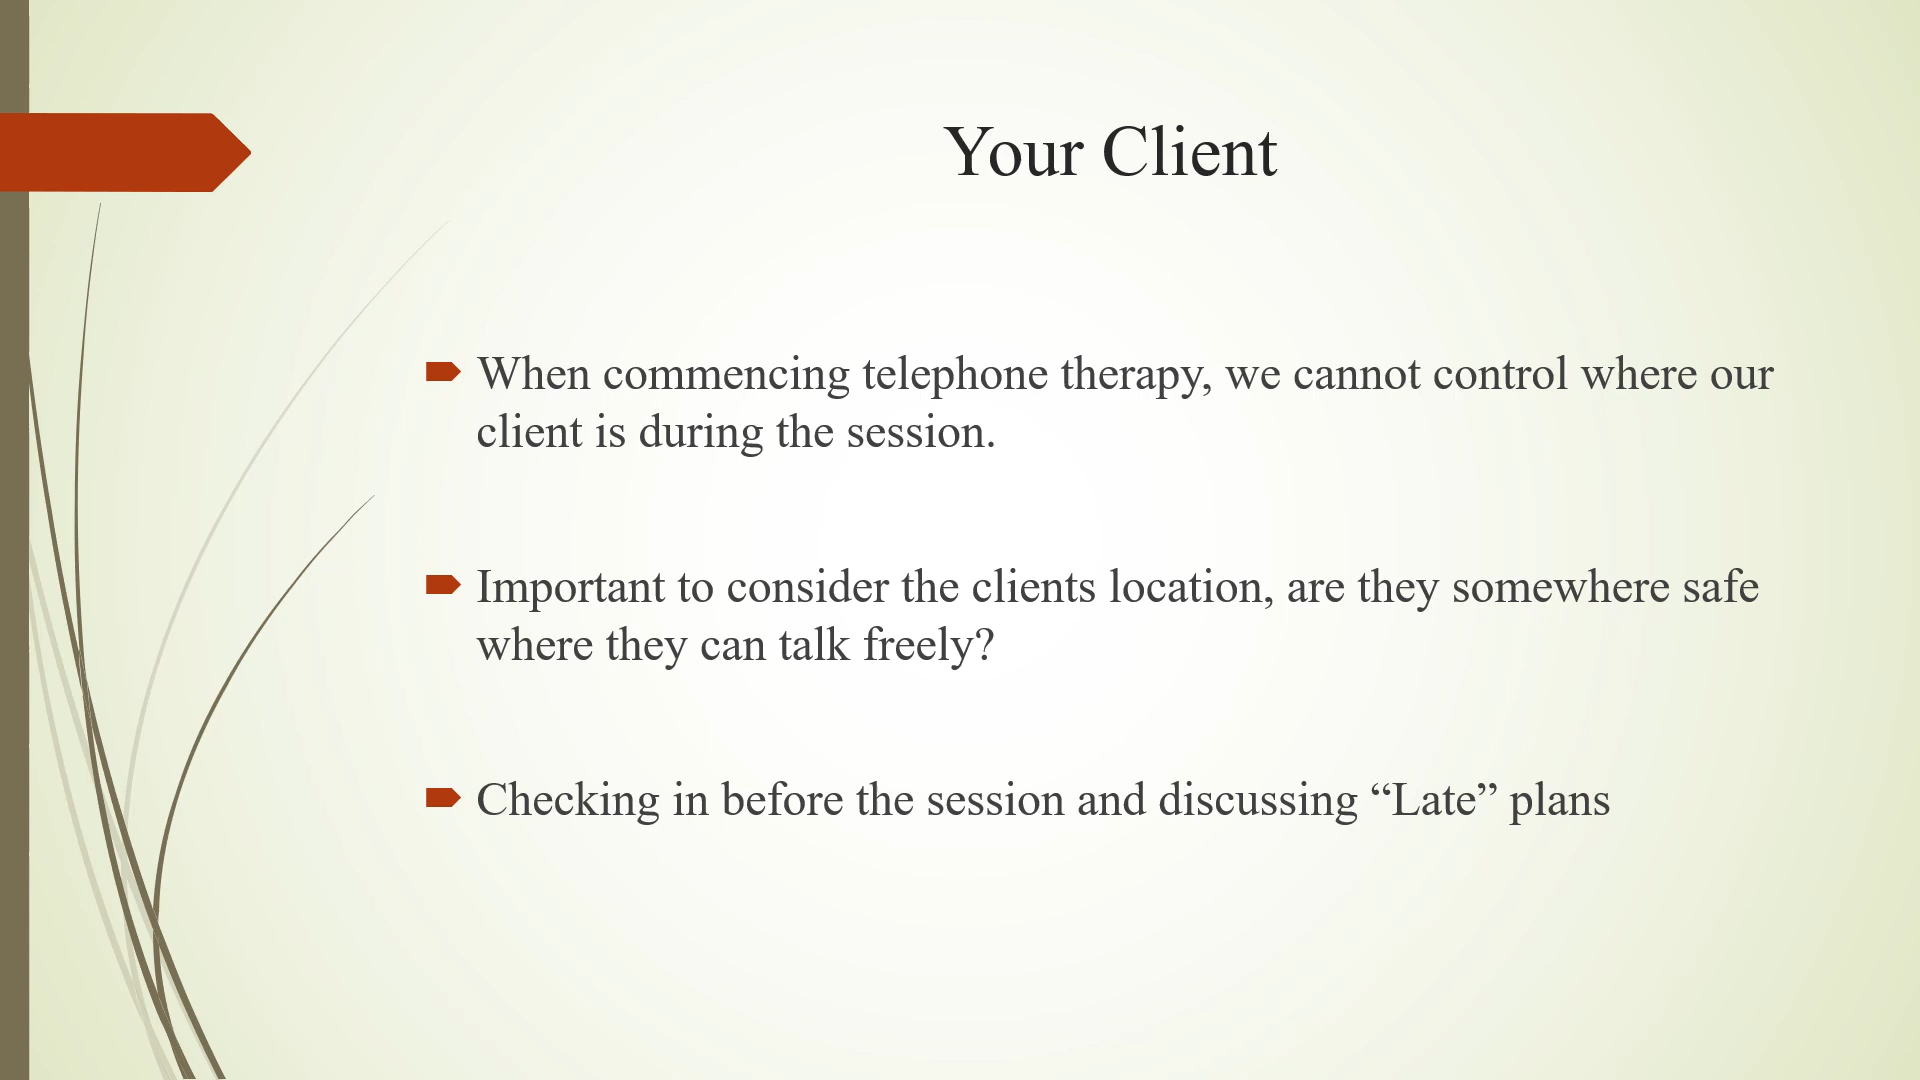 Your Client
When commencing telephone therapy, we cannot control where our
client is during the session.
Important to consider the clients location, are they somewhere safe
where they can talk freely?
Checking in before the session and discussing “Late” plans